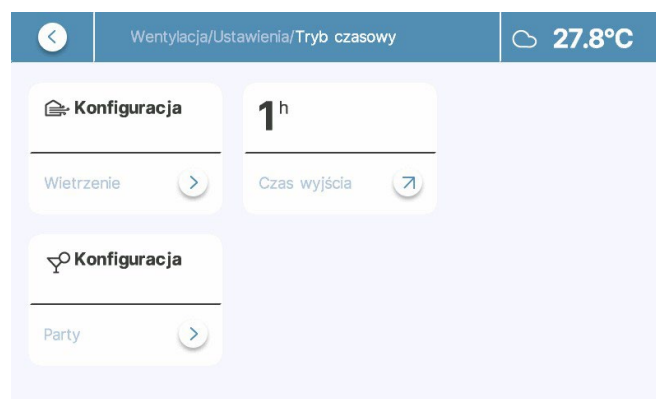 Wentylacja/Ustawienia/Tryb czasowy
27.8°C
Konfiguracja
1h
Wietrzenie
Czas wyjścia
Konfiguracja
Party